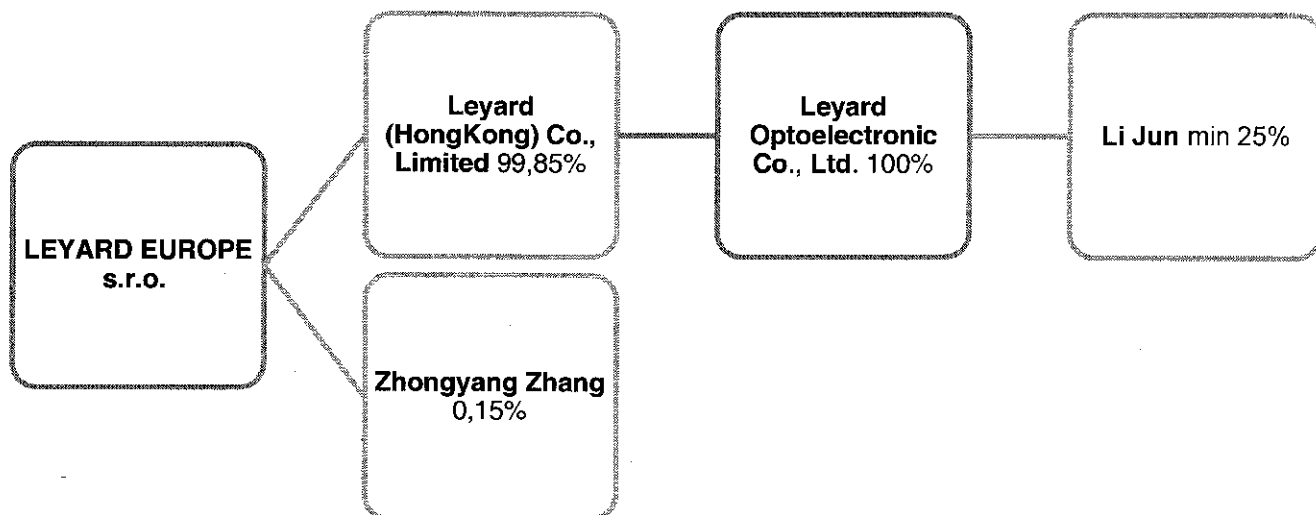 LEYARD EUROPE
s.r.o.
Leyard
(HongKong) Co.,
Limited 99,85%
Zhongyang Zhang
0,15%
Leyard
Optoelectronic
Co., Ltd. 100%
Li Jun min 25%